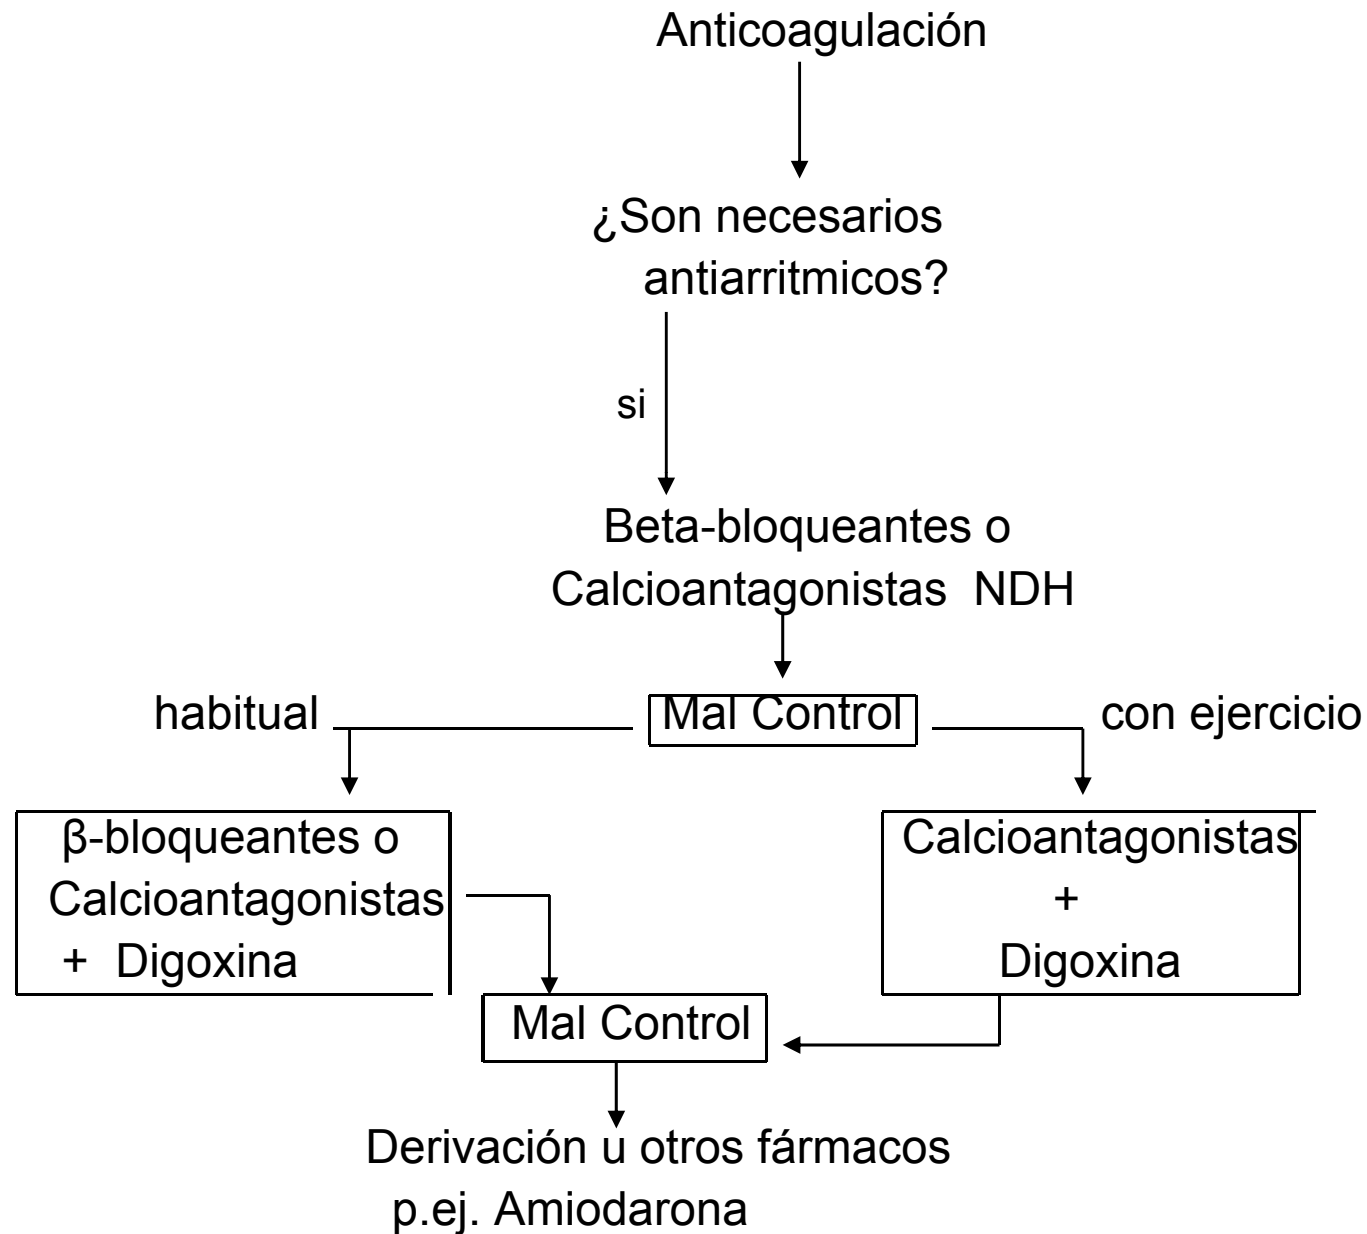 Anticoagulación
¿Son necesarios
antiarritmicos?
si
Beta-bloqueantes o
Calcioantagonistas NDH
habitual
Mal Control
con ejercicio
β-bloqueantes o
Calcioantagonistas
+ Digoxina
Calcioantagonistas
+
Digoxina
Mal Control
Derivación u otros fármacos
p.ej. Amiodarona